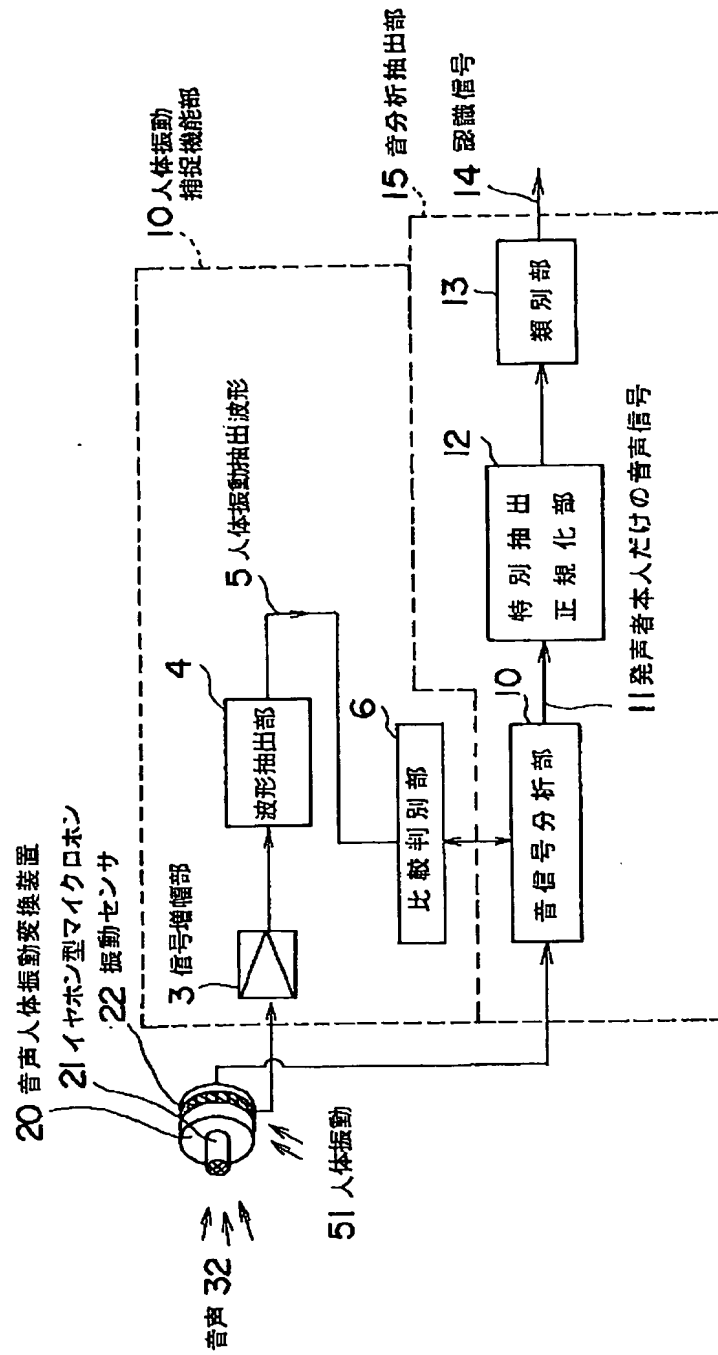 20 音声人体振動変換装置
21 イヤホン型マイクロホン
22 振動センサ
音声 32
51 人体振動
3 信号増幅部
4
波形抽出部
5 人体振動抽出波形
6
比較判別部
10 人体振動
捕捉機能部
10
音信号分析部
11 発声者本人だけの音声信号
12
特別抽出
正規化部
13
類別部
14 認識信号
15 音分析抽出部